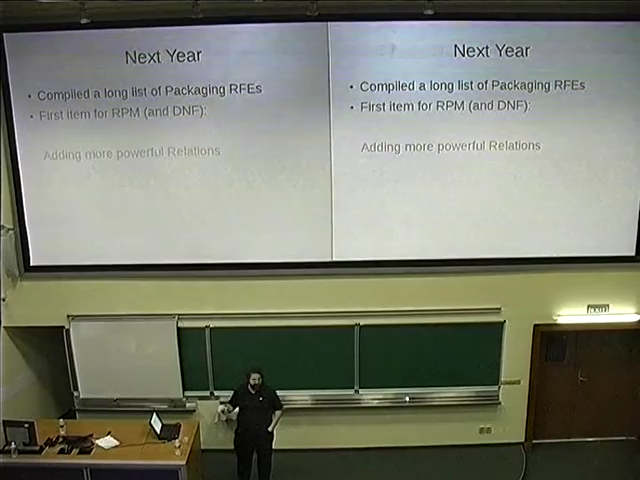 Next Year
• Compiled a long list of Packaging RFEs
• First item for RPM (and DNF):
Adding more powerful Relations
Next Year
• Compiled a long list of Packaging RFEs
• First item for RPM (and DNF):
Adding more powerful Relations
EXIT